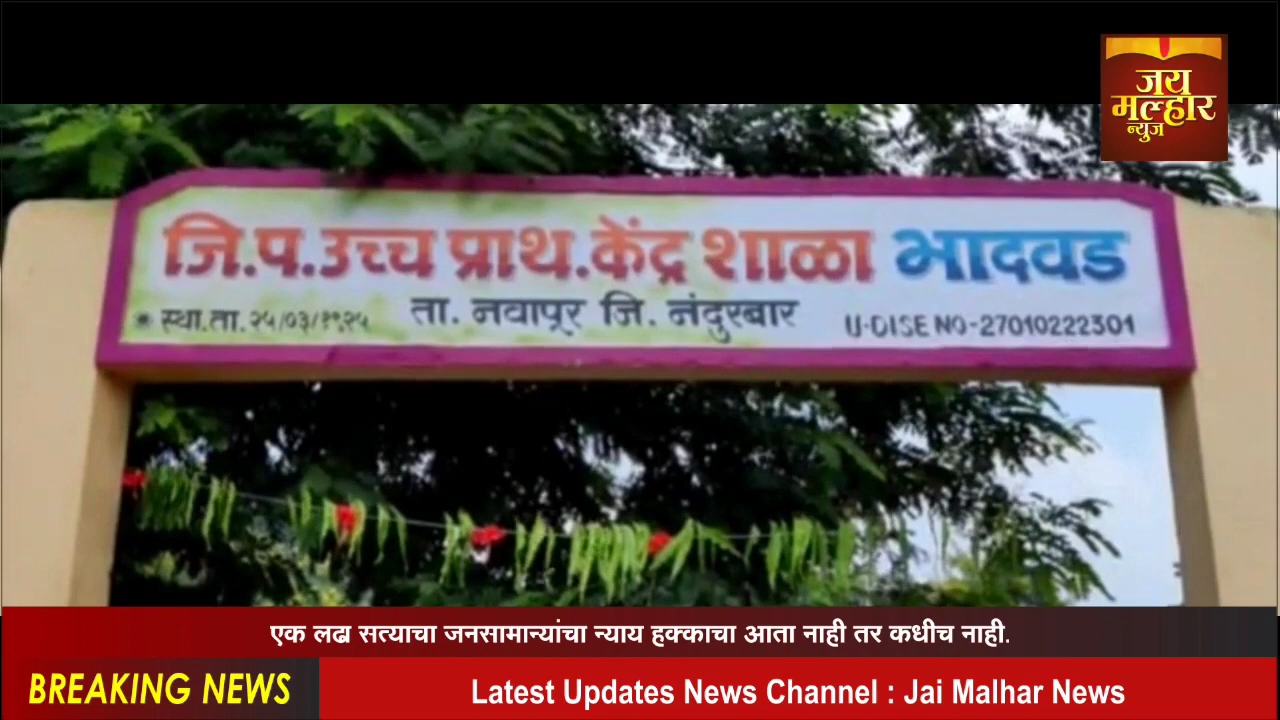 जय
मल्हार
न्युज
जि.प.उच्च प्राथ.केंद्र शाळा भादवड
स्था.ता. २५/०३/१९२५ ता. नवापूर जि. नंदुरबार U-DISE NO-27010222301
एक लढा सत्याचा जनसामान्यांचा न्याय हक्काचा आता नाही तर कधीच नाही.
BREAKING NEWS Latest Updates News Channel : Jai Malhar News